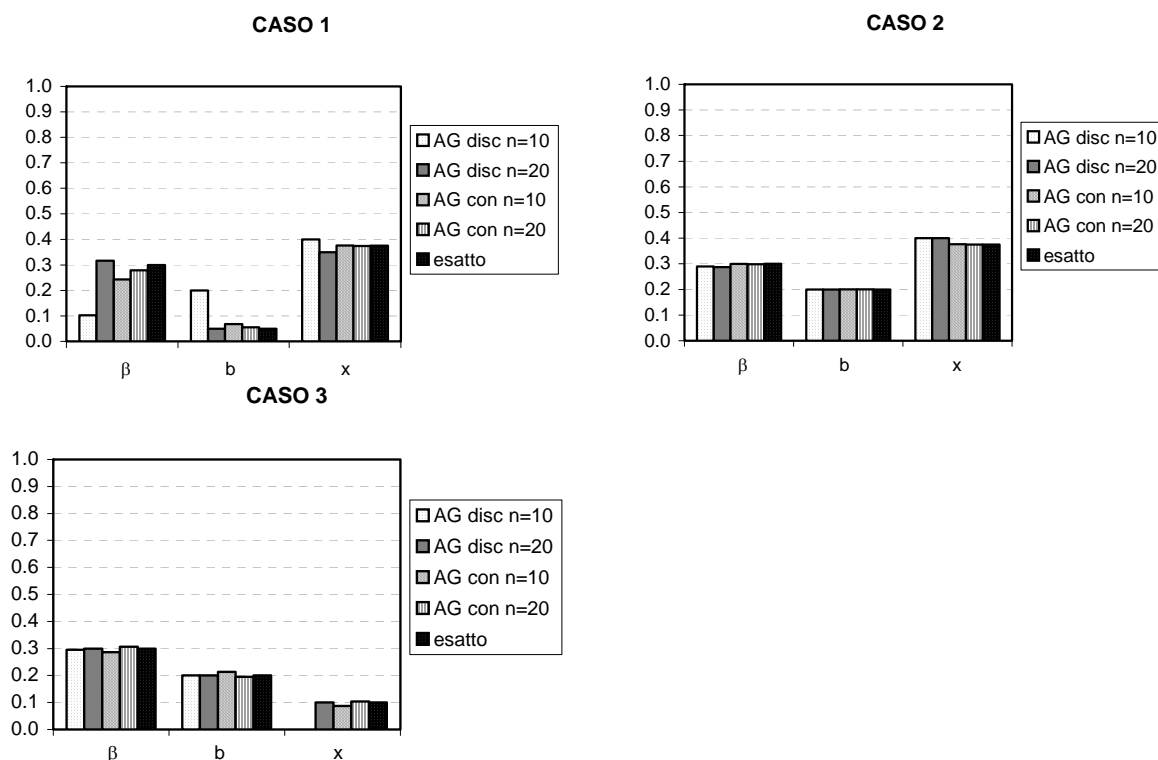 CASO 1
1.0
0.9
0.8
0.7
0.6
0.5
0.4
0.3
0.2
0.1
0.0
β b x
AG disc n=10
AG disc n=20
AG con n=10
AG con n=20
esatto
CASO 2
1.0
0.9
0.8
0.7
0.6
0.5
0.4
0.3
0.2
0.1
0.0
β b x
AG disc n=10
AG disc n=20
AG con n=10
AG con n=20
esatto
CASO 3
1.0
0.9
0.8
0.7
0.6
0.5
0.4
0.3
0.2
0.1
0.0
β b x
AG disc n=10
AG disc n=20
AG con n=10
AG con n=20
esatto